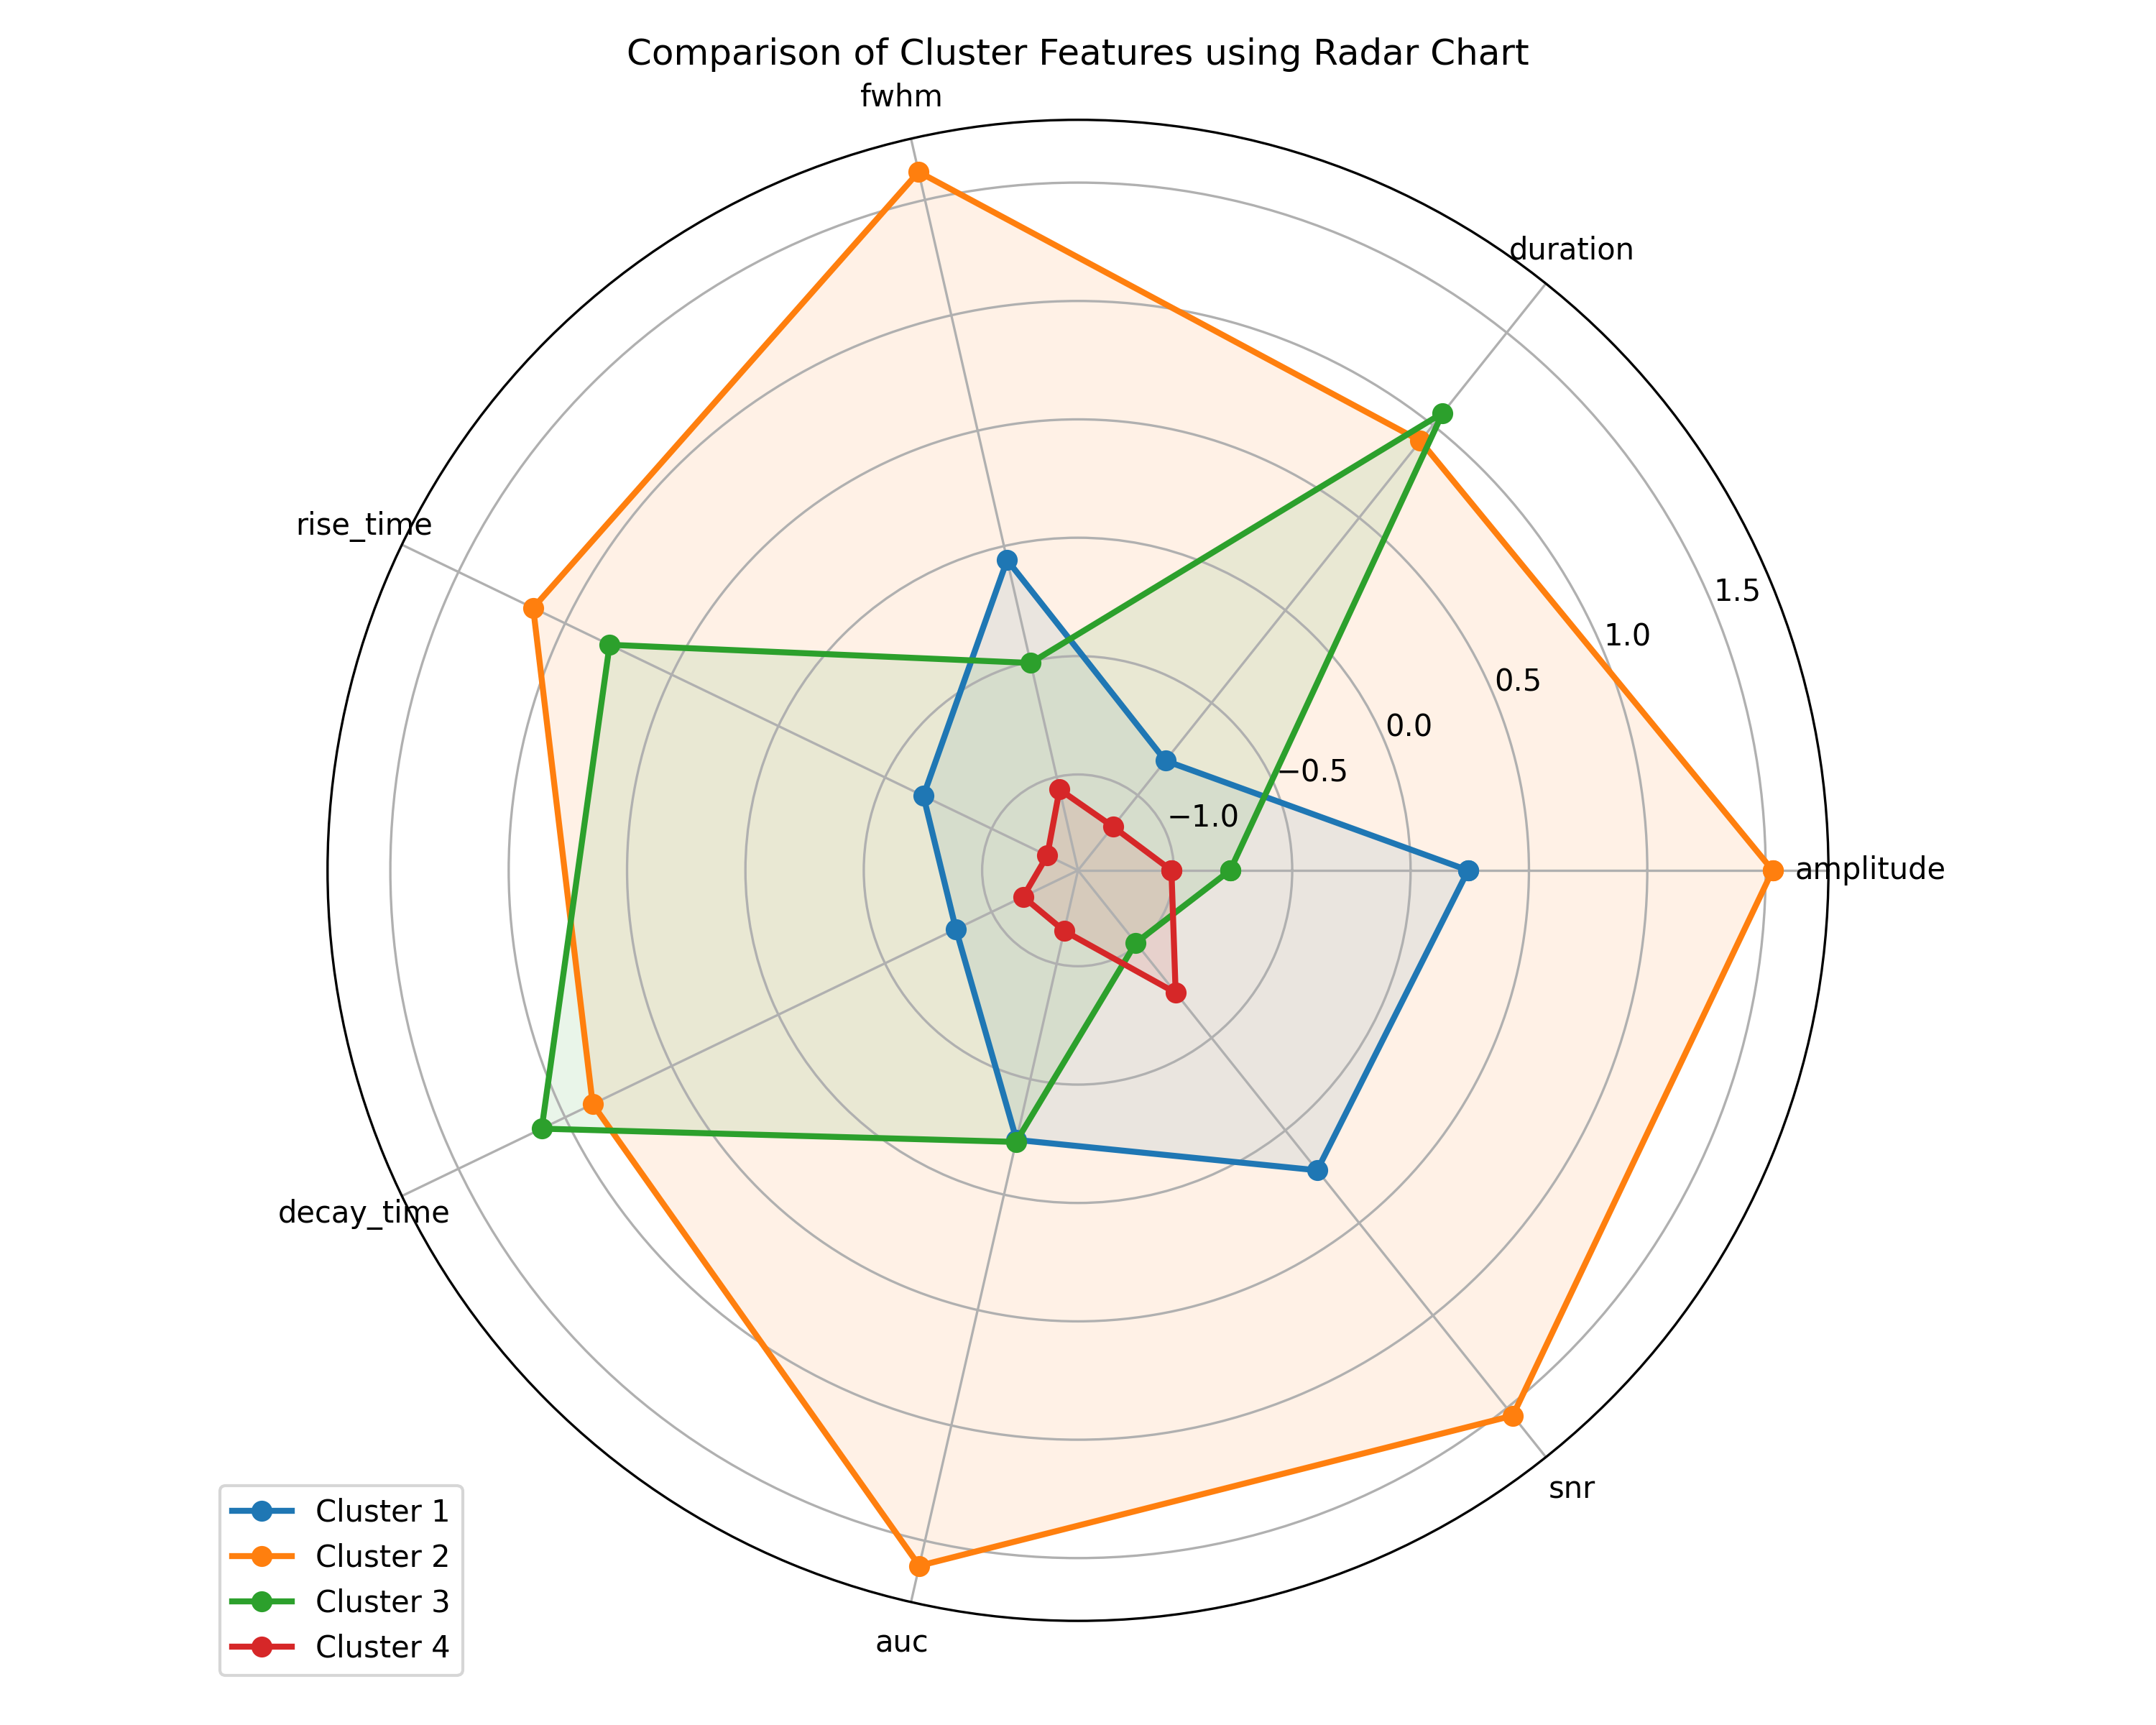 Comparison of Cluster Features using Radar Chart
fwhm
duration
rise_time
1.5
1.0
0.5
0.0
−0.5
−1.0
amplitude
decay_time
snr
auc
Cluster 1
Cluster 2
Cluster 3
Cluster 4